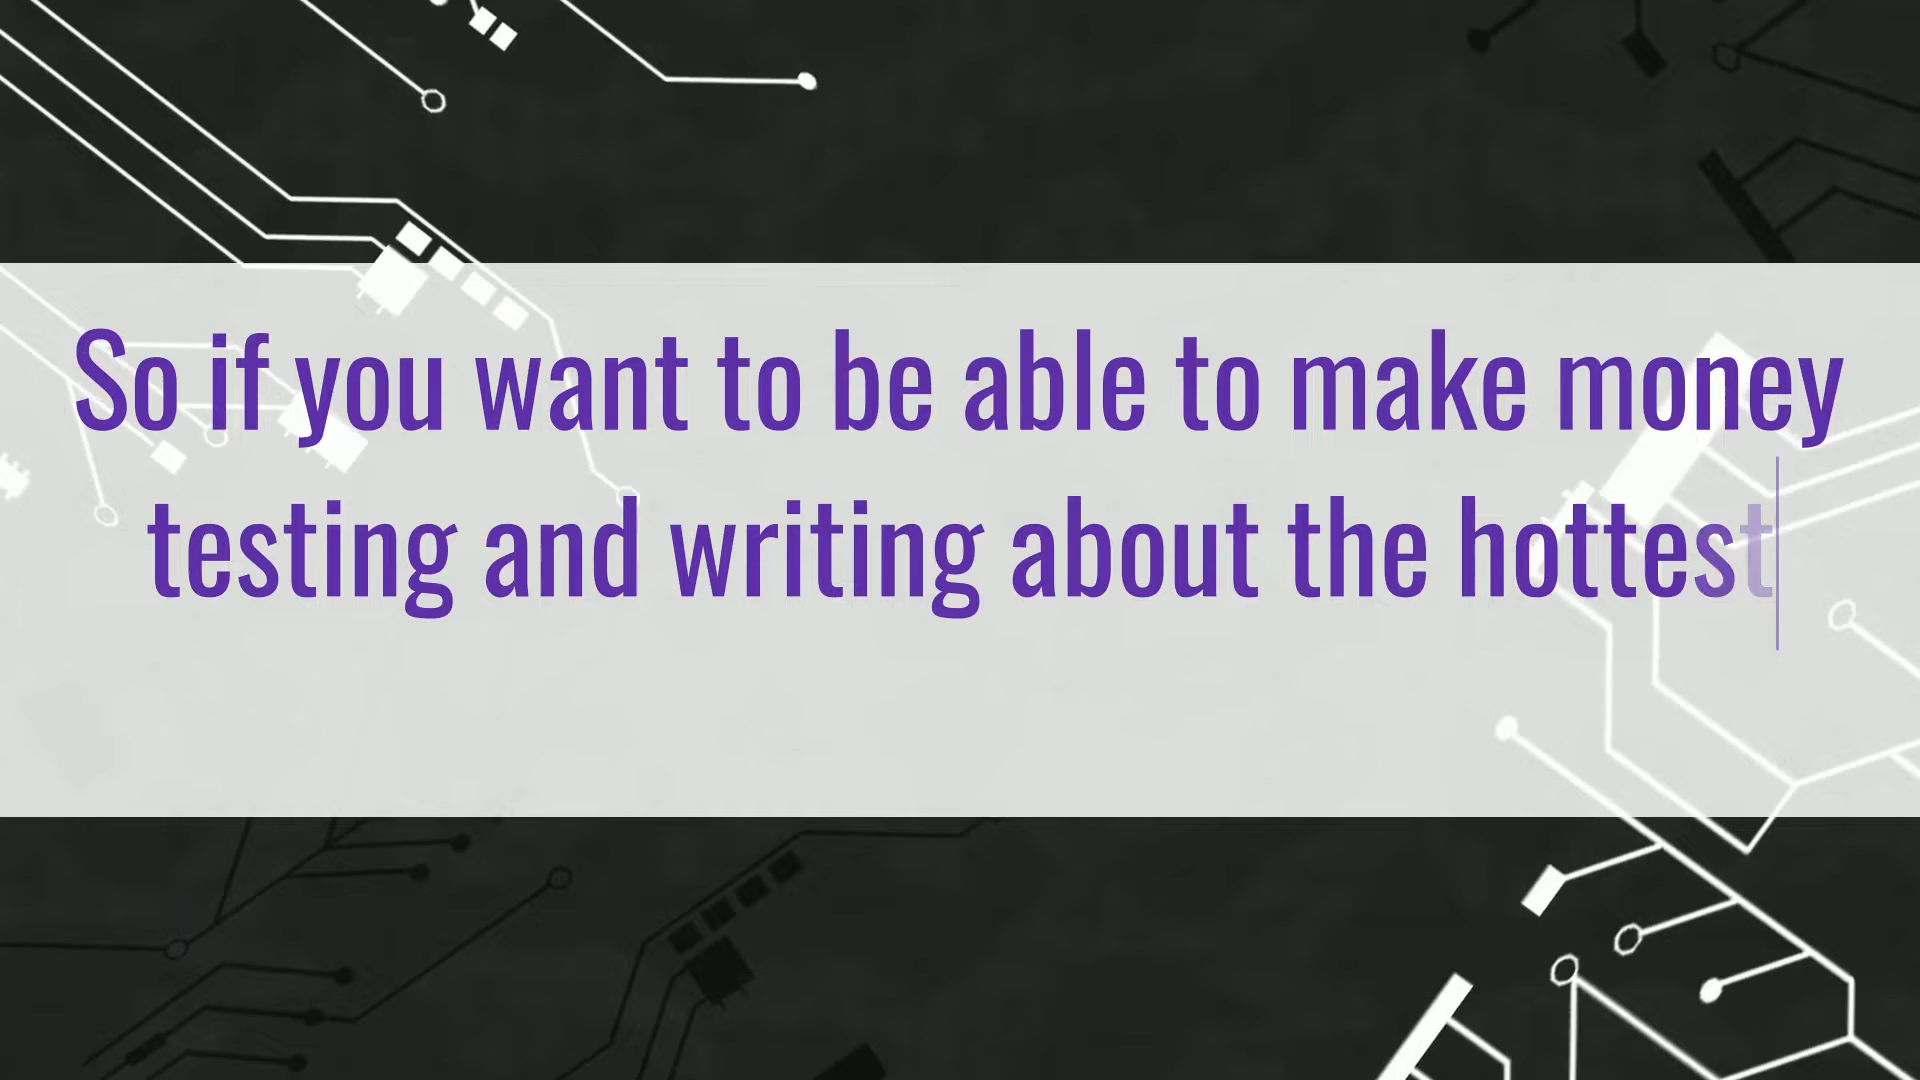 So if you want to be able to make money
testing and writing about the hottest